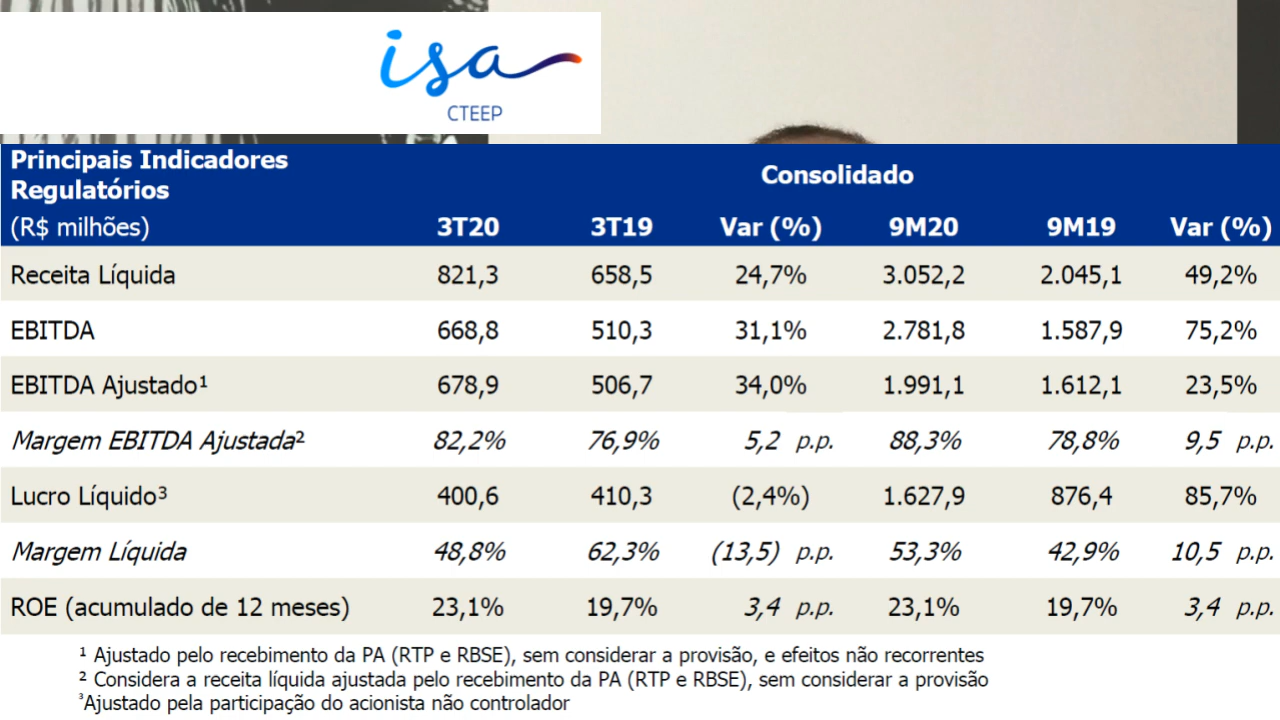 isa
CTEEP
Principais Indicadores
Regulatórios
Consolidado
(R$ milhões) 3T20 3T19 Var (%) 9M20 9M19 Var (%)
Receita Líquida 821,3 658,5 24,7% 3.052,2 2.045,1 49,2%
EBITDA 668,8 510,3 31,1% 2.781,8 1.587,9 75,2%
EBITDA Ajustado¹ 678,9 506,7 34,0% 1.991,1 1.612,1 23,5%
Margem EBITDA Ajustada² 82,2% 76,9% 5,2 p.p. 88,3% 78,8% 9,5 p.p.
Lucro Líquido³ 400,6 410,3 (2,4%) 1.627,9 876,4 85,7%
Margem Líquida 48,8% 62,3% (13,5) p.p. 53,3% 42,9% 10,5 p.p.
ROE (acumulado de 12 meses) 23,1% 19,7% 3,4 p.p. 23,1% 19,7% 3,4 p.p.
¹ Ajustado pelo recebimento da PA (RTP e RBSE), sem considerar a provisão, e efeitos não recorrentes
² Considera a receita líquida ajustada pelo recebimento da PA (RTP e RBSE), sem considerar a provisão
³Ajustado pela participação do acionista não controlador